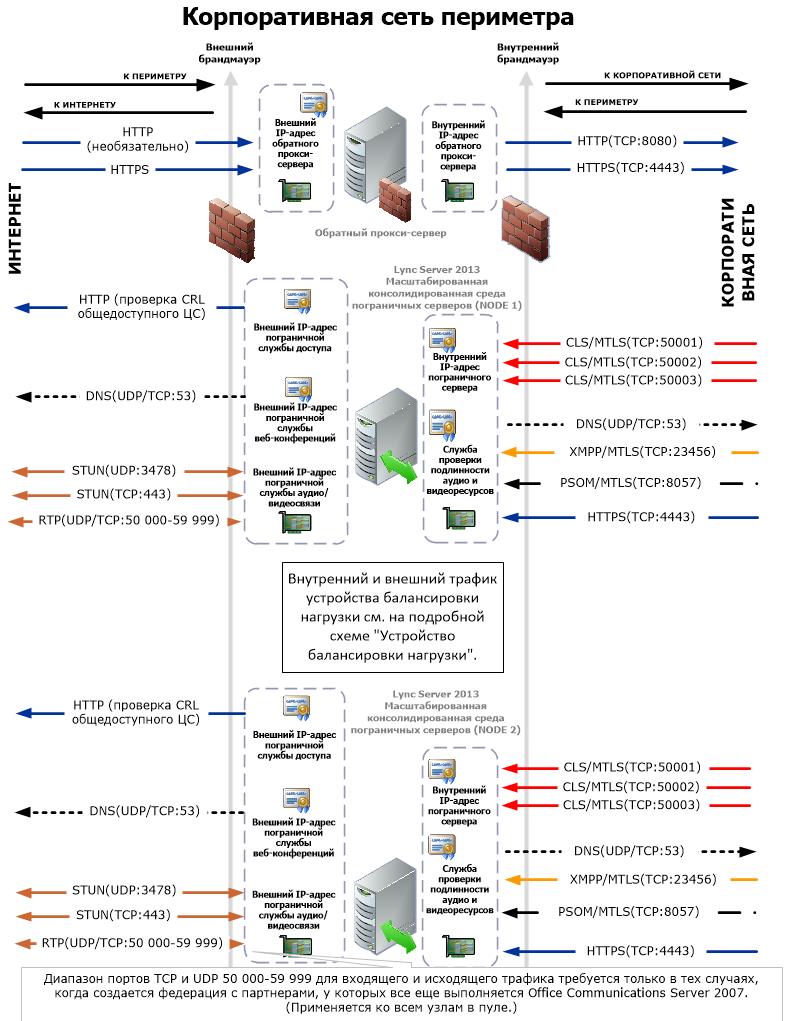 Корпоративная сеть периметра
Внешний
брандмауэр
Внутренний
брандмауэр
К ПЕРИМЕТРУ
К КОРПОРАТИВНОЙ СЕТИ
К ИНТЕРНЕТУ
К ПЕРИМЕТРУ
HTTP
(необязательно)
HTTPS
Внешний
IP-адрес
обратного
прокси-
сервера
Внутренний
IP-адрес
обратного
прокси-
сервера
HTTP(TCP:8080)
HTTPS(TCP:4443)
Обратный прокси-сервер
ИНТЕРНЕТ
КОРПОРАТИ
ВНАЯ СЕТЬ
Lync Server 2013
Масштабированная
консолидированная среда
пограничных серверов (NODE 1)
HTTP (проверка CRL
общедоступного ЦС)
Внешний IP-адрес
пограничной
службы доступа
DNS(UDP/TCP:53)
Внешний IP-адрес
пограничной
службы
веб-конференций
STUN(UDP:3478)
STUN(TCP:443)
RTP(UDP/TCP:50 000-59 999)
Внешний IP-адрес
пограничной
службы аудио/
видеосвязи
Внутренний
IP-адрес
пограничного
сервера
Служба
проверки
подлинности
аудио и
видеоресурсов
CLS/MTLS(TCP:50001)
CLS/MTLS(TCP:50002)
CLS/MTLS(TCP:50003)
DNS(UDP/TCP:53)
XMPP/MTLS(TCP:23456)
PSOM/MTLS(TCP:8057)
HTTPS(TCP:4443)
Внутренний и внешний трафик
устройства балансировки
нагрузки см. на подробной
схеме "Устройство
балансировки нагрузки".
Lync Server 2013
Масштабированная
консолидированная среда
пограничных серверов (NODE 2)
HTTP (проверка CRL
общедоступного ЦС)
Внешний IP-адрес
пограничной
службы доступа
DNS(UDP/TCP:53)
Внешний IP-адрес
пограничной
службы
веб-конференций
STUN(UDP:3478)
STUN(TCP:443)
RTP(UDP/TCP:50 000-59 999)
Внешний IP-адрес
пограничной
службы аудио/
видеосвязи
Внутренний
IP-адрес
пограничного
сервера
Служба
проверки
подлинности
аудио и
видеоресурсов
CLS/MTLS(TCP:50001)
CLS/MTLS(TCP:50002)
CLS/MTLS(TCP:50003)
DNS(UDP/TCP:53)
XMPP/MTLS(TCP:23456)
PSOM/MTLS(TCP:8057)
HTTPS(TCP:4443)
Диапазон портов TCP и UDP 50 000-59 999 для входящего и исходящего трафика требуется только в тех случаях,
когда создается федерация с партнерами, у которых все еще выполняется Office Communications Server 2007.
(Применяется ко всем узлам в пуле.)